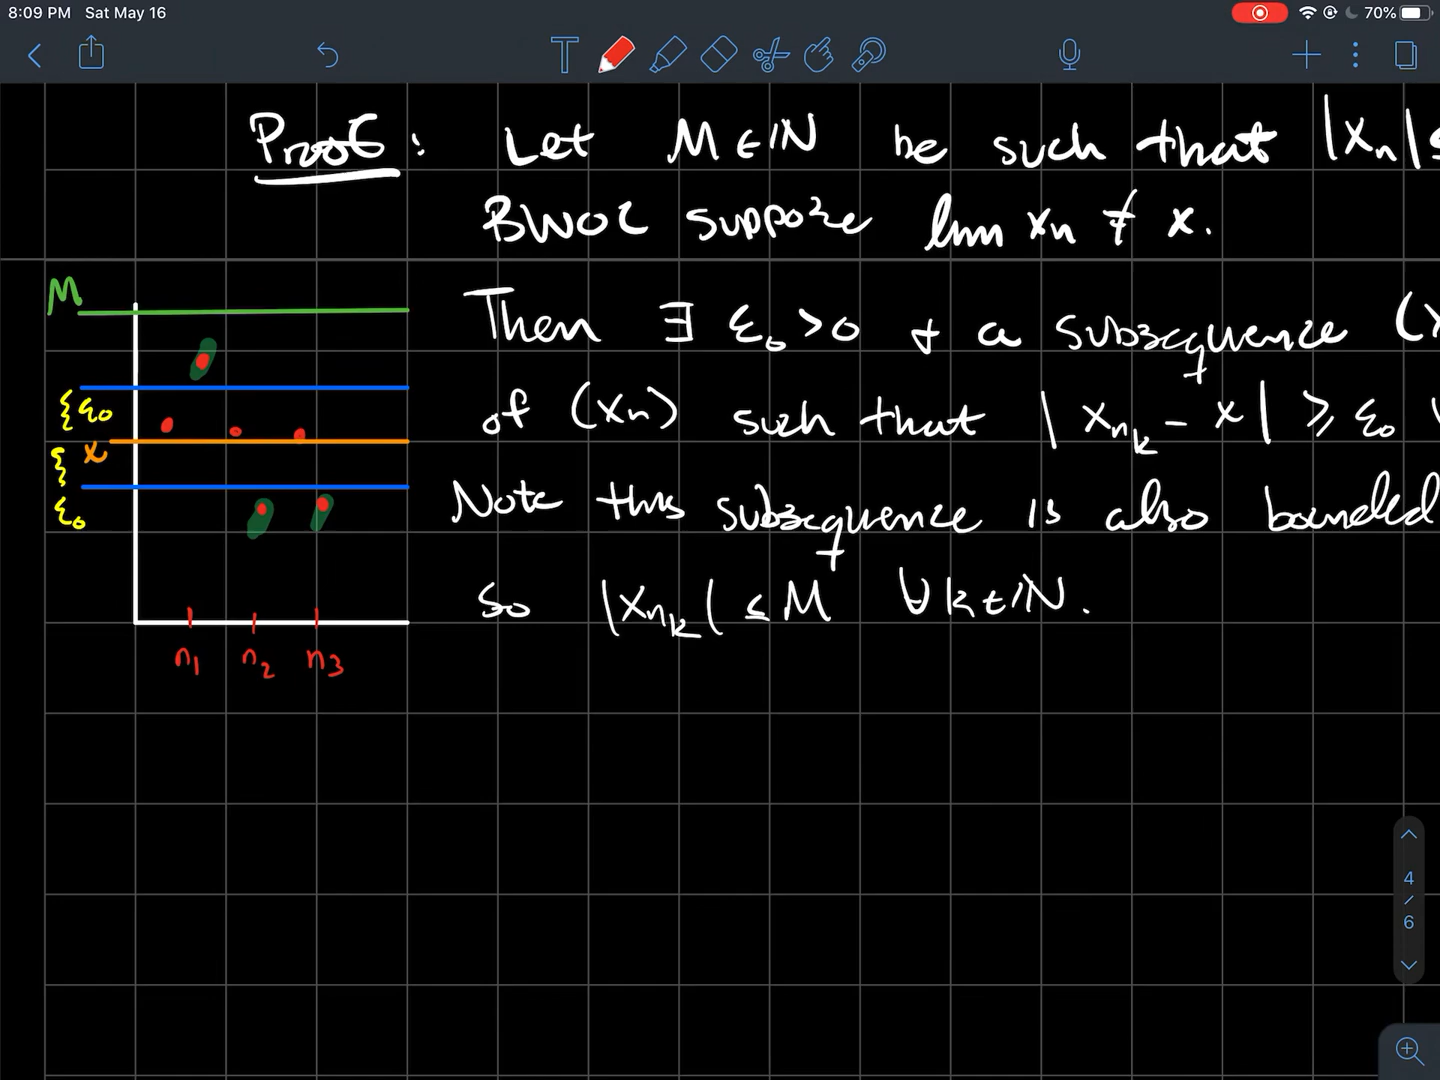 8:09 PM Sat May 16
70%
Proof: Let M∈ℕ be such that |xₙ| ≤
BWOC suppose lim xₙ ≠ x.
M
Then ∃ ε₀ > 0 & a subsequence (x
{ε₀
of (xₙ) such that |xₙₖ - x| ≥ ε₀
x
{
ε₀
Note this subsequence is also bounded
so |xₙₖ| ≤ M ∀k∈ℕ.
n₁ n₂ n₃
4
/
6